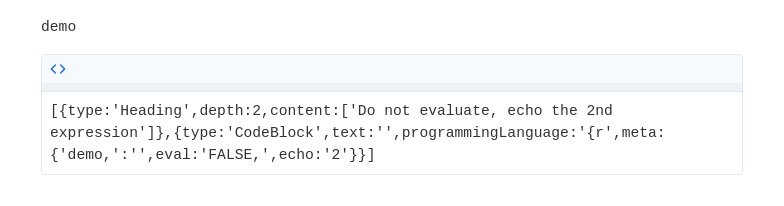 demo
<>
[{type:'Heading',depth:2,content:['Do not evaluate, echo the 2nd
expression']},{type:'CodeBlock',text:'',programmingLanguage:'{r',meta:
{'demo,':'',eval:'FALSE,',echo:'2'}}]